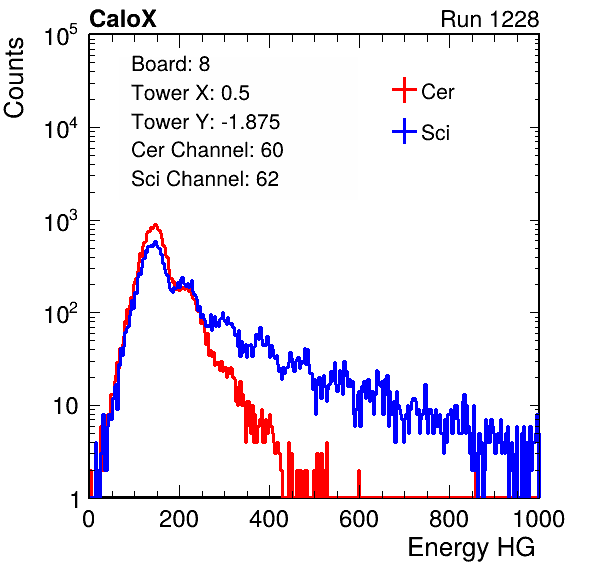 CaloX Run 1228
Counts
Board: 8
Tower X: 0.5
Tower Y: -1.875
Cer Channel: 60
Sci Channel: 62
Cer
Sci
10^5
10^4
10^3
10^2
10
1
0 200 400 600 800 1000
Energy HG